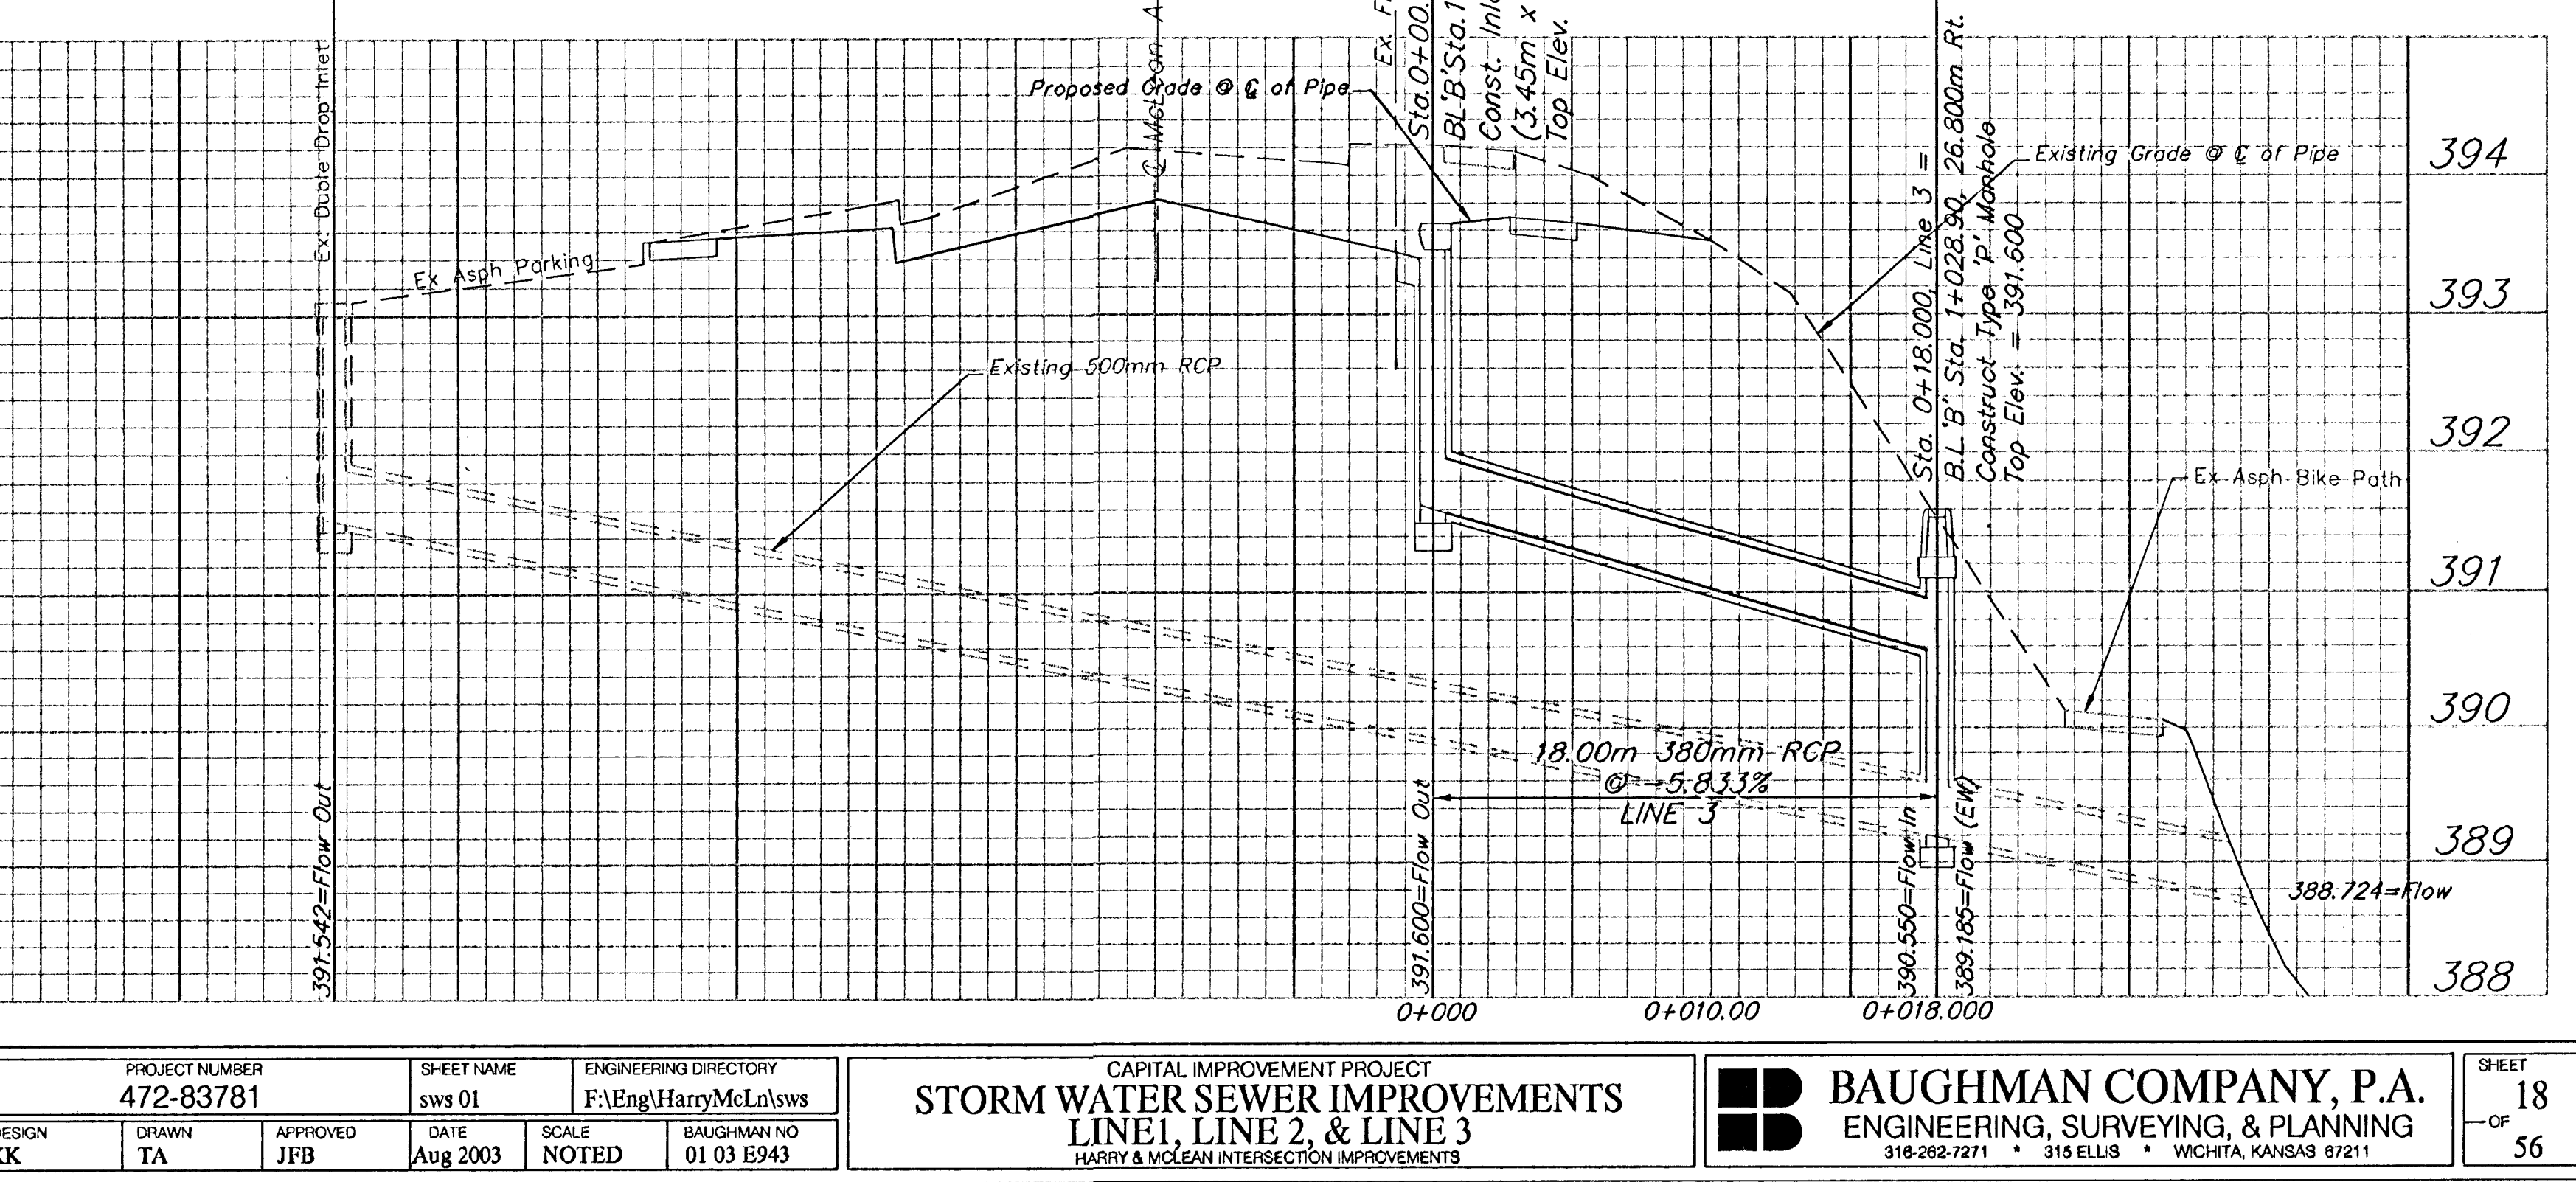 Ex. Duble Drop Inlet
℄ McLean A
Sta. 0+00.
BL 'B' Sta. 1
Const. Inl
(3.45m x
Top Elev.
Proposed Grade @ ℄ of Pipe
Existing Grade @ ℄ of Pipe
Sta. 0+18.000, Line 3 =
B.L. 'B' Sta. 1+028.90, 26.800m Rt.
Construct Type 'P' Manhole
Top Elev. = 391.600
Ex Asph Parking
Existing 500mm RCP
Ex Asph Bike Path
394
393
392
391
390
389
388
18.00m 380mm RCP
@ -5.833%
LINE 3
391.542=Flow Out
391.600=Flow Out
390.550=Flow In
389.185=Flow (EW)
388.724=Flow
0+000
0+010.00
0+018.000
PROJECT NUMBER
472-83781
SHEET NAME
sws 01
ENGINEERING DIRECTORY
F:\Eng\HarryMcLn\sws
DRAWN
TA
APPROVED
JFB
DATE
Aug 2003
SCALE
NOTED
BAUGHMAN NO
01 03 E943
CAPITAL IMPROVEMENT PROJECT
STORM WATER SEWER IMPROVEMENTS
LINE1, LINE 2, & LINE 3
HARRY & MCLEAN INTERSECTION IMPROVEMENTS
BAUGHMAN COMPANY, P.A.
ENGINEERING, SURVEYING, & PLANNING
316-262-7271 * 315 ELLIS * WICHITA, KANSAS 67211
SHEET
18
OF
56